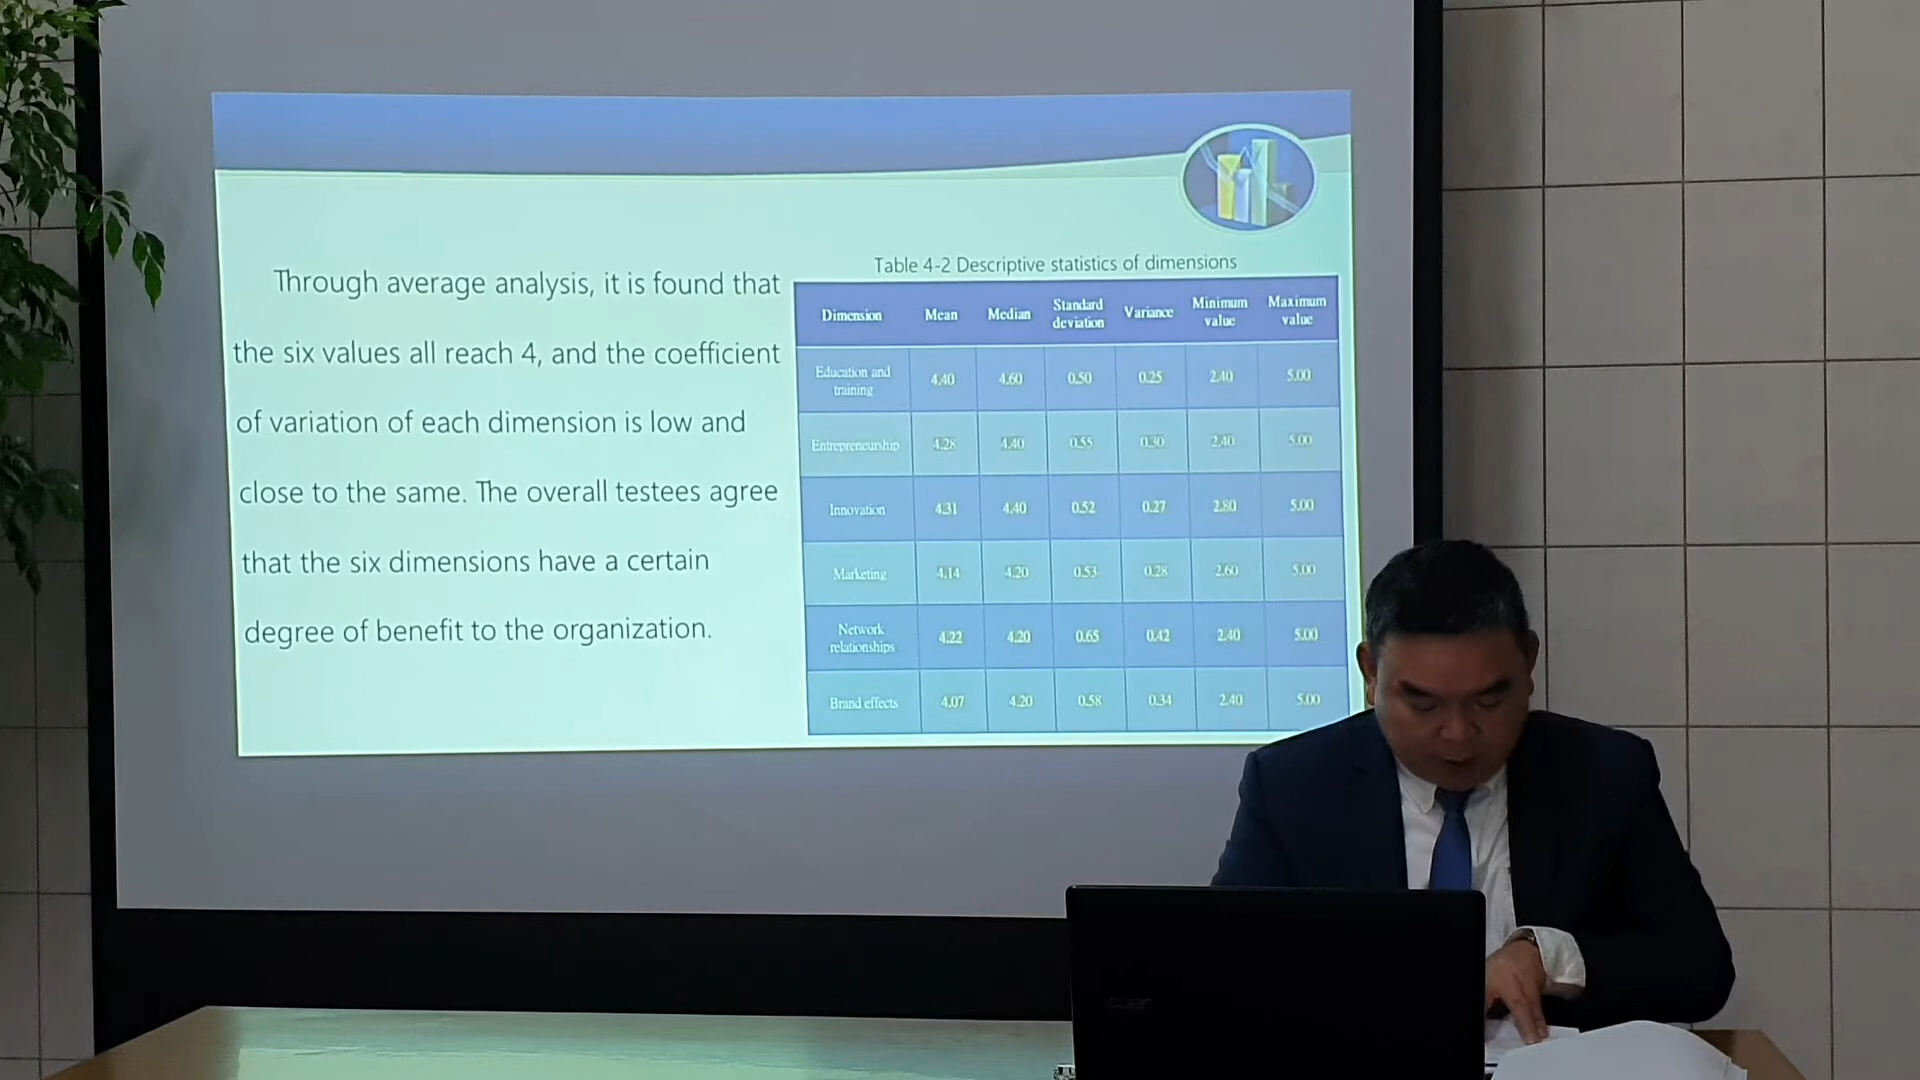 Through average analysis, it is found that
the six values all reach 4, and the coefficient
of variation of each dimension is low and
close to the same. The overall testees agree
that the six dimensions have a certain
degree of benefit to the organization.
Table 4-2 Descriptive statistics of dimensions
Dimension Mean Median Standard deviation Variance Minimum value Maximum value
Education and training 4.40 4.60 0.50 0.25 2.40 5.00
Entrepreneurship 4.28 4.40 0.55 0.30 2.40 5.00
Innovation 4.31 4.40 0.52 0.27 2.80 5.00
Marketing 4.14 4.20 0.53 0.28 2.60 5.00
Network relationships 4.22 4.20 0.65 0.42 2.40 5.00
Brand effects 4.07 4.20 0.58 0.34 2.40 5.00
acer